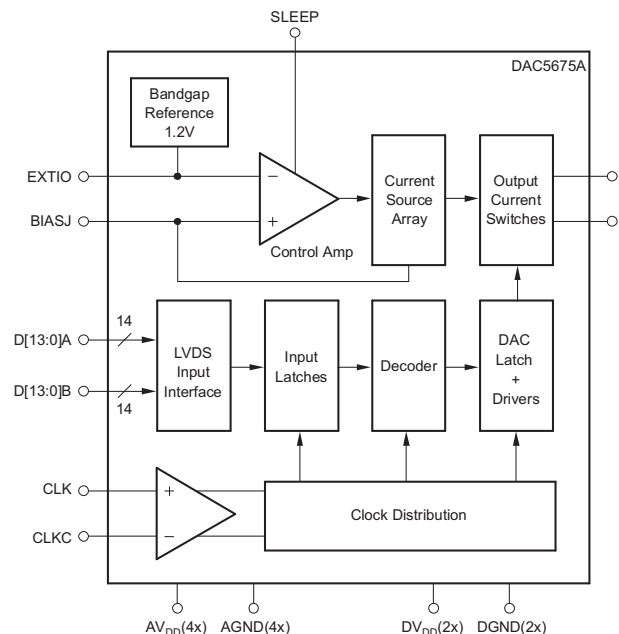 SLEEP
DAC5675A
Bandgap
Reference
1.2V
EXTIO
BIASJ
−
+
Control Amp
Current
Source
Array
Output
Current
Switches
D[13:0]A
14
D[13:0]B
14
LVDS
Input
Interface
Input
Latches
Decoder
DAC
Latch
+
Drivers
CLK
CLKC
+
−
Clock Distribution
AVDD(4x)
AGND(4x)
DVDD(2x)
DGND(2x)